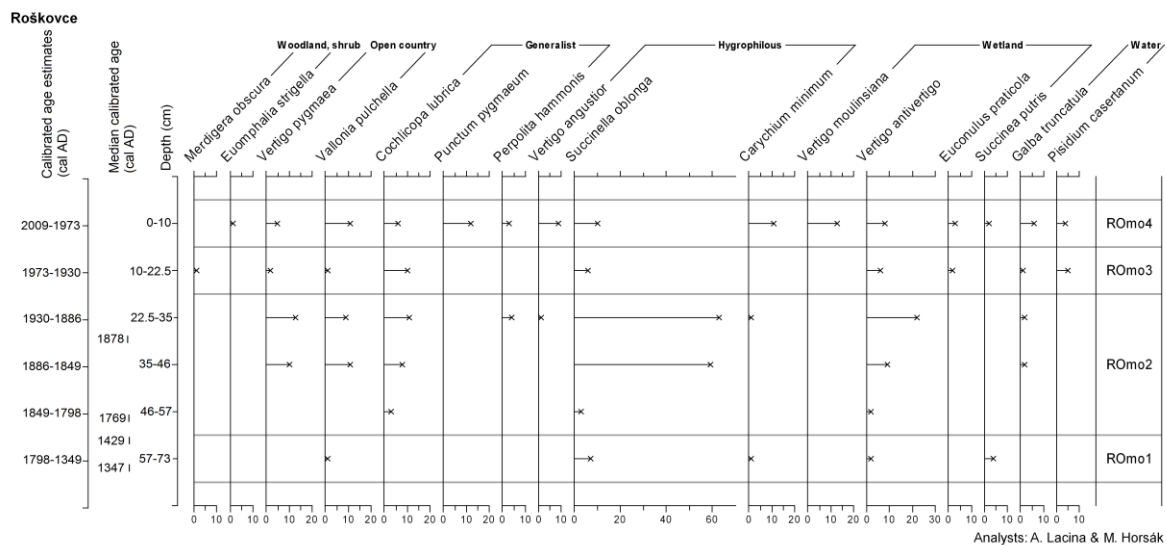 Roškovce
Woodland, shrub Open country Generalist Hygrophilous Wetland Water
Calibrated age estimates
(cal AD)
Median calibrated age
(cal AD)
Depth (cm)
Merdigera obscura
Euomphalia strigella
Vertigo pygmaea
Vallonia pulchella
Cochlicopa lubrica
Punctum pygmaeum
Perpolita hammonis
Vertigo angustior
Succinella oblonga
Carychium minimum
Vertigo moulinsiana
Vertigo antivertigo
Euconulus praticola
Succinea putris
Galba truncatula
Pisidium casertanum
2009-1973 0-10 ROmo4
1973-1930 10-22.5 ROmo3
1930-1886 22.5-35
1878
1886-1849 35-46 ROmo2
1849-1798 1769 46-57
1429
1798-1349 1347 57-73 ROmo1
0 10 0 10 0 10 20 0 10 20 0 10 20 0 10 20 0 10 0 10 0 20 40 60 0 10 20 0 10 20 0 10 20 30 0 10 0 10 0 10 0 10
Analysts: A. Lacina & M. Horsák